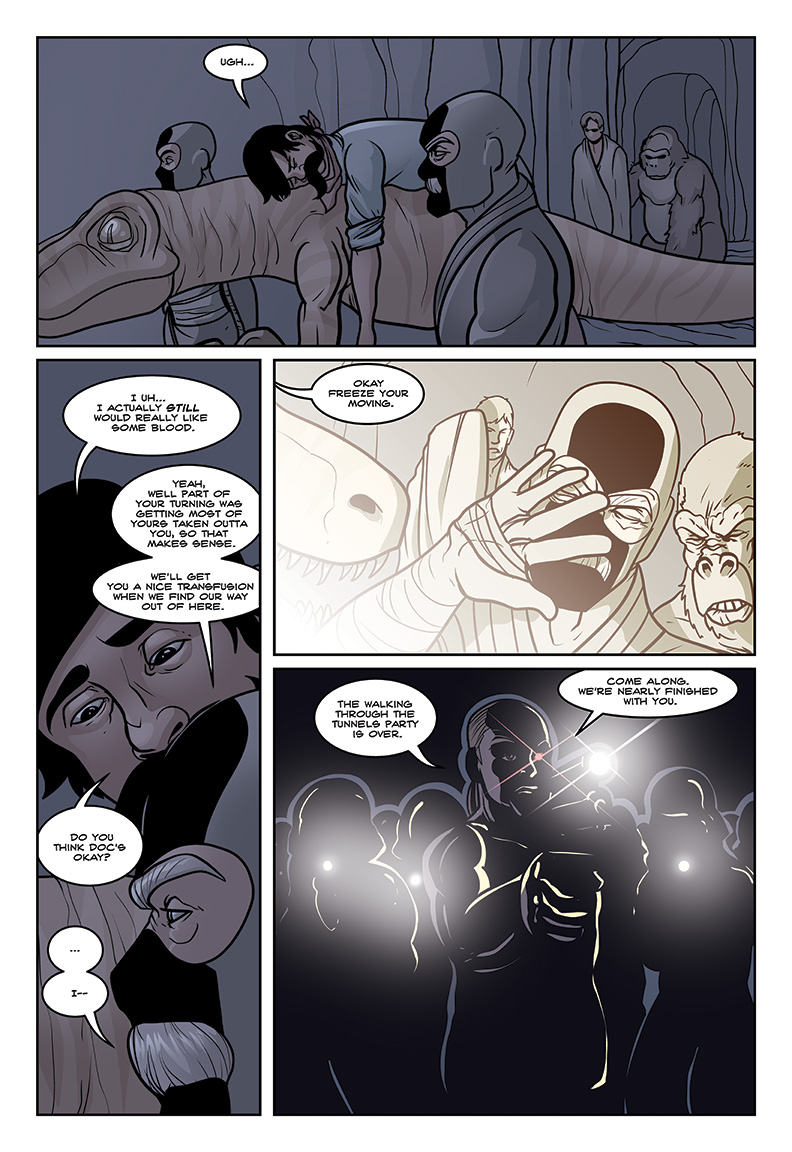 UGH...
I UH...
I ACTUALLY STILL
WOULD REALLY LIKE
SOME BLOOD.
YEAH,
WELL PART OF
YOUR TURNING WAS
GETTING MOST OF
YOURS TAKEN OUTTA
YOU, SO THAT
MAKES SENSE.
WE'LL GET
YOU A NICE TRANSFUSION
WHEN WE FIND OUR WAY
OUT OF HERE.
DO YOU
THINK DOC'S
OKAY?
...
I--
OKAY
FREEZE YOUR
MOVING.
THE WALKING
THROUGH THE
TUNNELS PARTY
IS OVER.
COME ALONG.
WE'RE NEARLY FINISHED
WITH YOU.